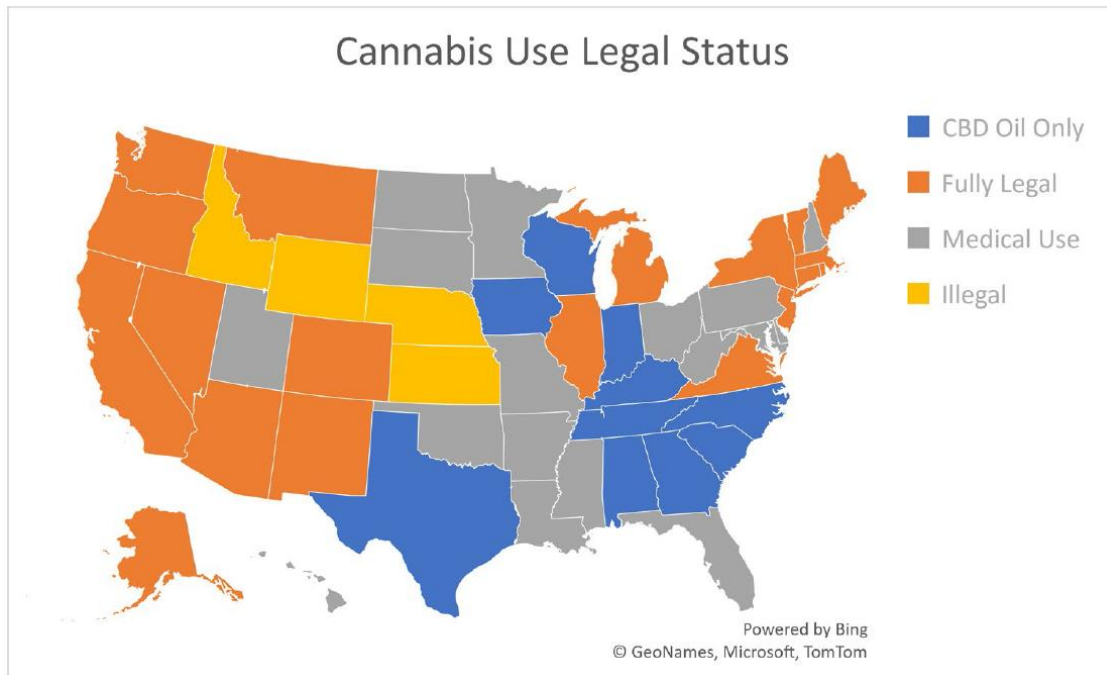 Cannabis Use Legal Status
CBD Oil Only
Fully Legal
Medical Use
Illegal
Powered by Bing
© GeoNames, Microsoft, TomTom